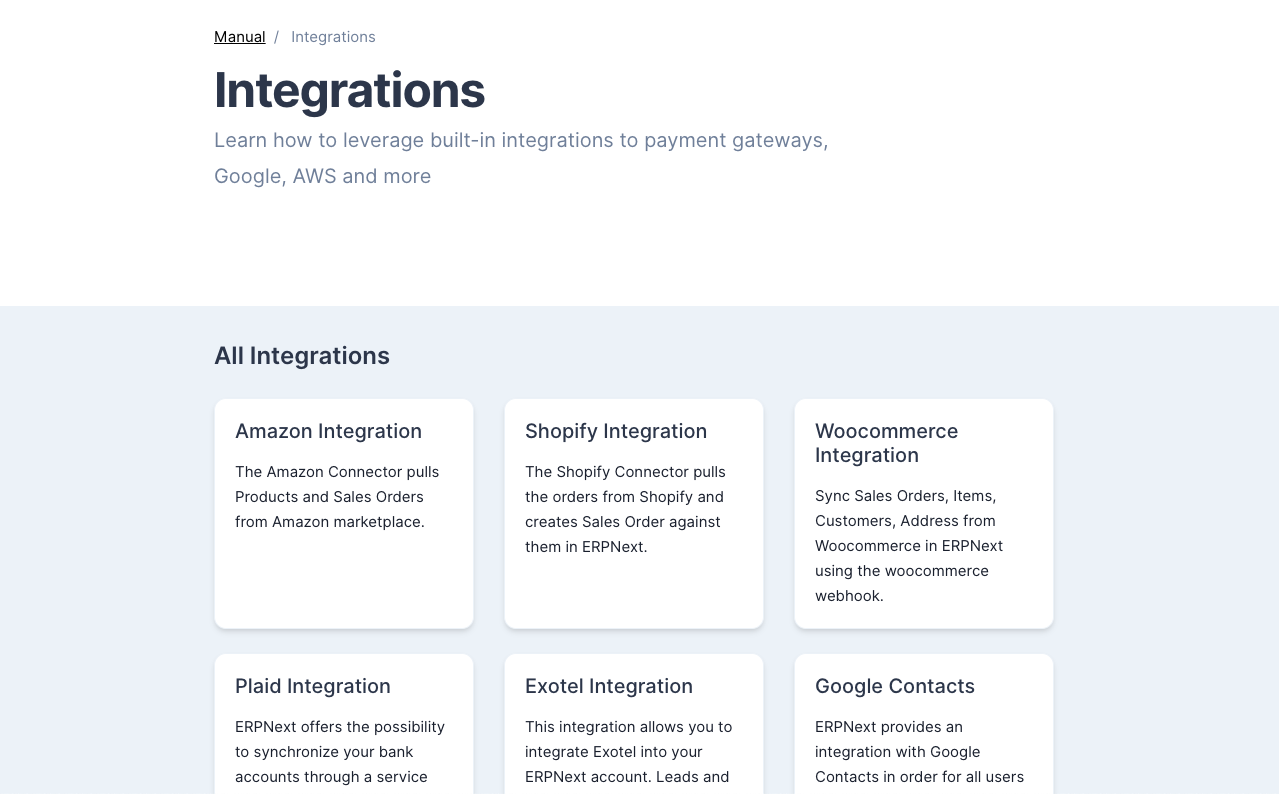 Manual / Integrations
Integrations
Learn how to leverage built-in integrations to payment gateways,
Google, AWS and more
All Integrations
Amazon Integration
The Amazon Connector pulls
Products and Sales Orders
from Amazon marketplace.
Shopify Integration
The Shopify Connector pulls
the orders from Shopify and
creates Sales Order against
them in ERPNext.
Woocommerce
Integration
Sync Sales Orders, Items,
Customers, Address from
Woocommerce in ERPNext
using the woocommerce
webhook.
Plaid Integration
ERPNext offers the possibility
to synchronize your bank
accounts through a service
Exotel Integration
This integration allows you to
integrate Exotel into your
ERPNext account. Leads and
Google Contacts
ERPNext provides an
integration with Google
Contacts in order for all users